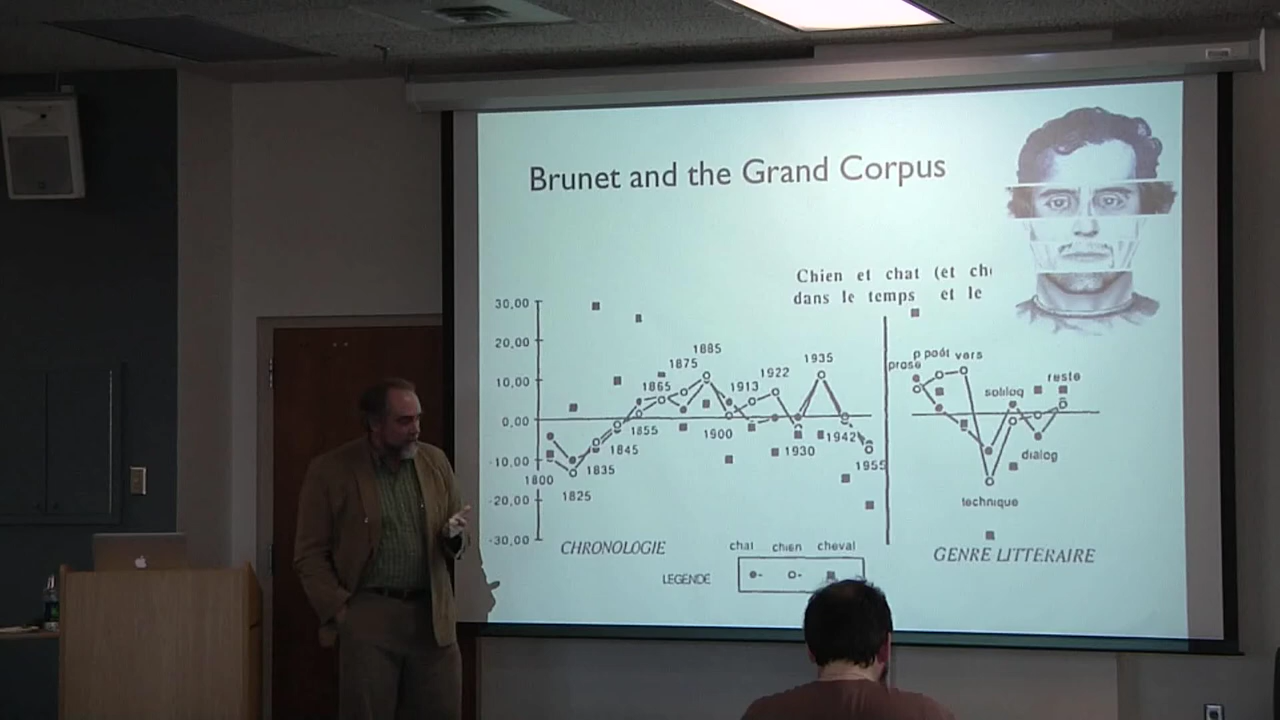 Brunet and the Grand Corpus
Chien et chat (et
dans le temps et le
30,00
20,00
10,00
0,00
-10,00
-20,00
-30,00
1800
1825
1835
1845
1855
1865
1875
1885
1900
1913
1922
1930
1935
1942
1955
CHRONOLOGIE
prose
vers
technique
soliloq
dialog
reste
GENRE LITTERAIRE
chat chien cheval
LEGENDE